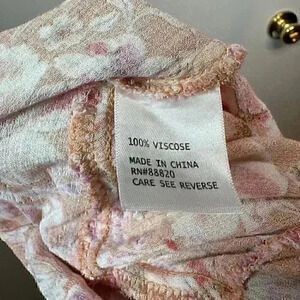 100% VISCOSE
MADE IN CHINA
RN#88820
CARE SEE REVERSE